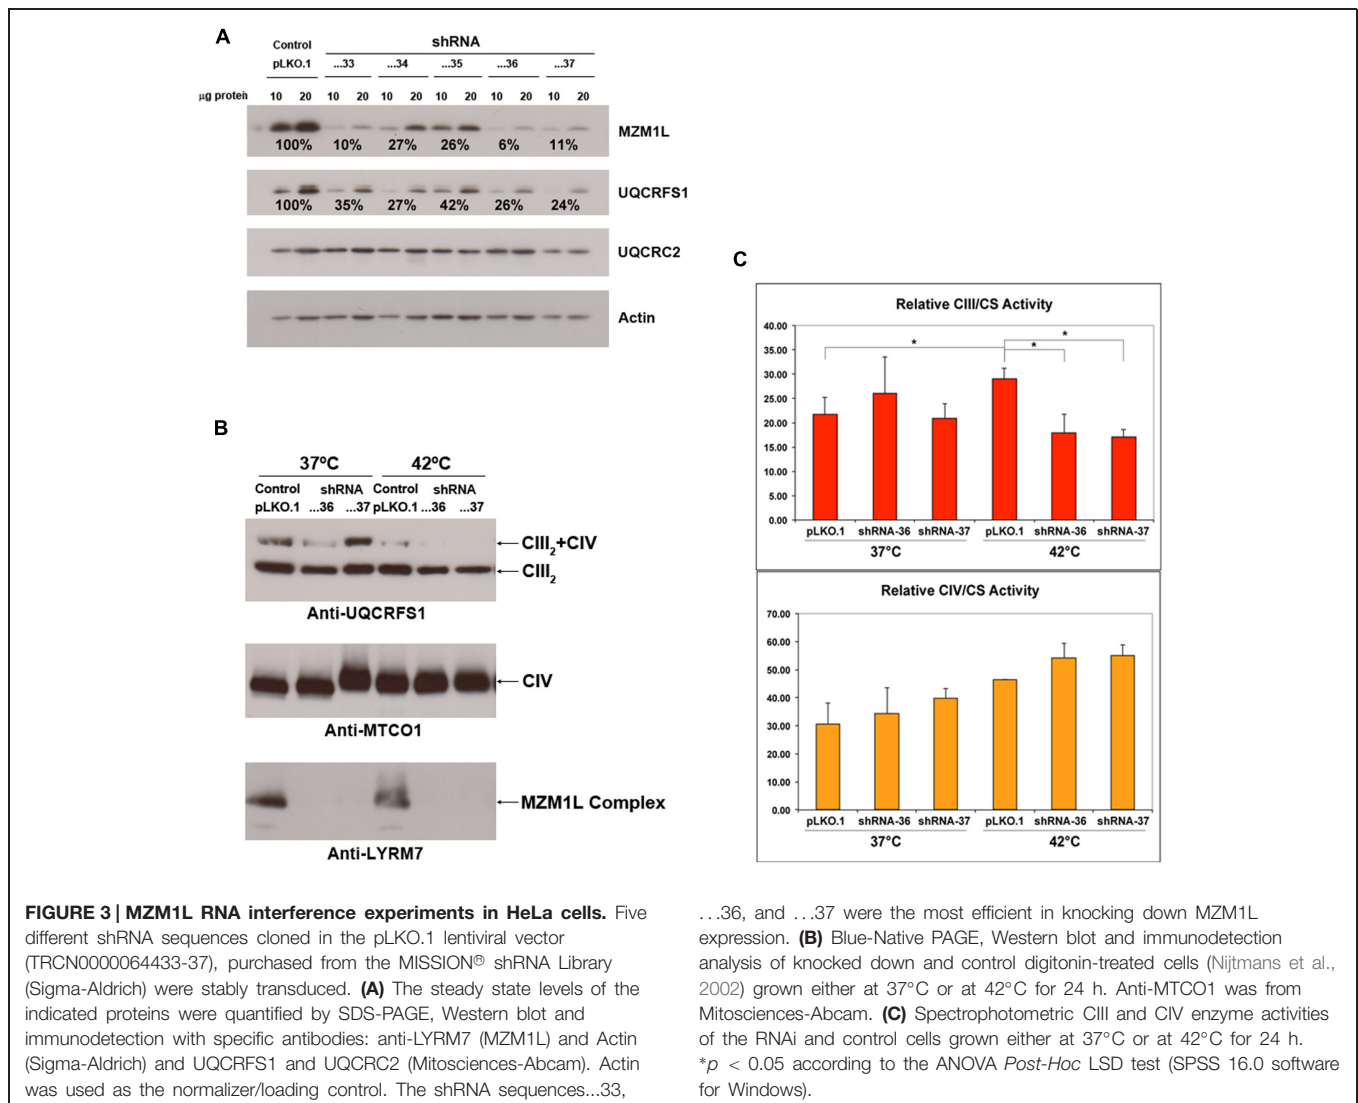 A
Control
shRNA
pLKO.1 ...33 ...34 ...35 ...36 ...37
µg protein 10 20 10 20 10 20 10 20 10 20 10 20
MZM1L
100% 10% 27% 26% 6% 11%
UQCRFS1
100% 35% 27% 42% 26% 24%
UQCRC2
Actin
B
37ºC 42ºC
Control shRNA Control shRNA
pLKO.1 ...36 ...37 pLKO.1 ...36 ...37
CIII2+CIV
CIII2
Anti-UQCRFS1
CIV
Anti-MTCO1
MZM1L Complex
Anti-LYRM7
C
Relative CIII/CS Activity
40.00
35.00
30.00
25.00
20.00
15.00
10.00
5.00
0.00
* * *
pLKO.1 shRNA-36 shRNA-37 pLKO.1 shRNA-36 shRNA-37
37°C 42°C
Relative CIV/CS Activity
70.00
60.00
50.00
40.00
30.00
20.00
10.00
0.00
pLKO.1 shRNA-36 shRNA-37 pLKO.1 shRNA-36 shRNA-37
37°C 42°C
FIGURE 3 | MZM1L RNA interference experiments in HeLa cells. Five
different shRNA sequences cloned in the pLKO.1 lentiviral vector
(TRCN0000064433-37), purchased from the MISSION® shRNA Library
(Sigma-Aldrich) were stably transduced. (A) The steady state levels of the
indicated proteins were quantified by SDS-PAGE, Western blot and
immunodetection with specific antibodies: anti-LYRM7 (MZM1L) and Actin
(Sigma-Aldrich) and UQCRFS1 and UQCRC2 (Mitosciences-Abcam). Actin
was used as the normalizer/loading control. The shRNA sequences...33,
...36, and ...37 were the most efficient in knocking down MZM1L
expression. (B) Blue-Native PAGE, Western blot and immunodetection
analysis of knocked down and control digitonin-treated cells (Nijtmans et al.,
2002) grown either at 37°C or at 42°C for 24 h. Anti-MTCO1 was from
Mitosciences-Abcam. (C) Spectrophotometric CIII and CIV enzyme activities
of the RNAi and control cells grown either at 37°C or at 42°C for 24 h.
*p < 0.05 according to the ANOVA Post-Hoc LSD test (SPSS 16.0 software
for Windows).